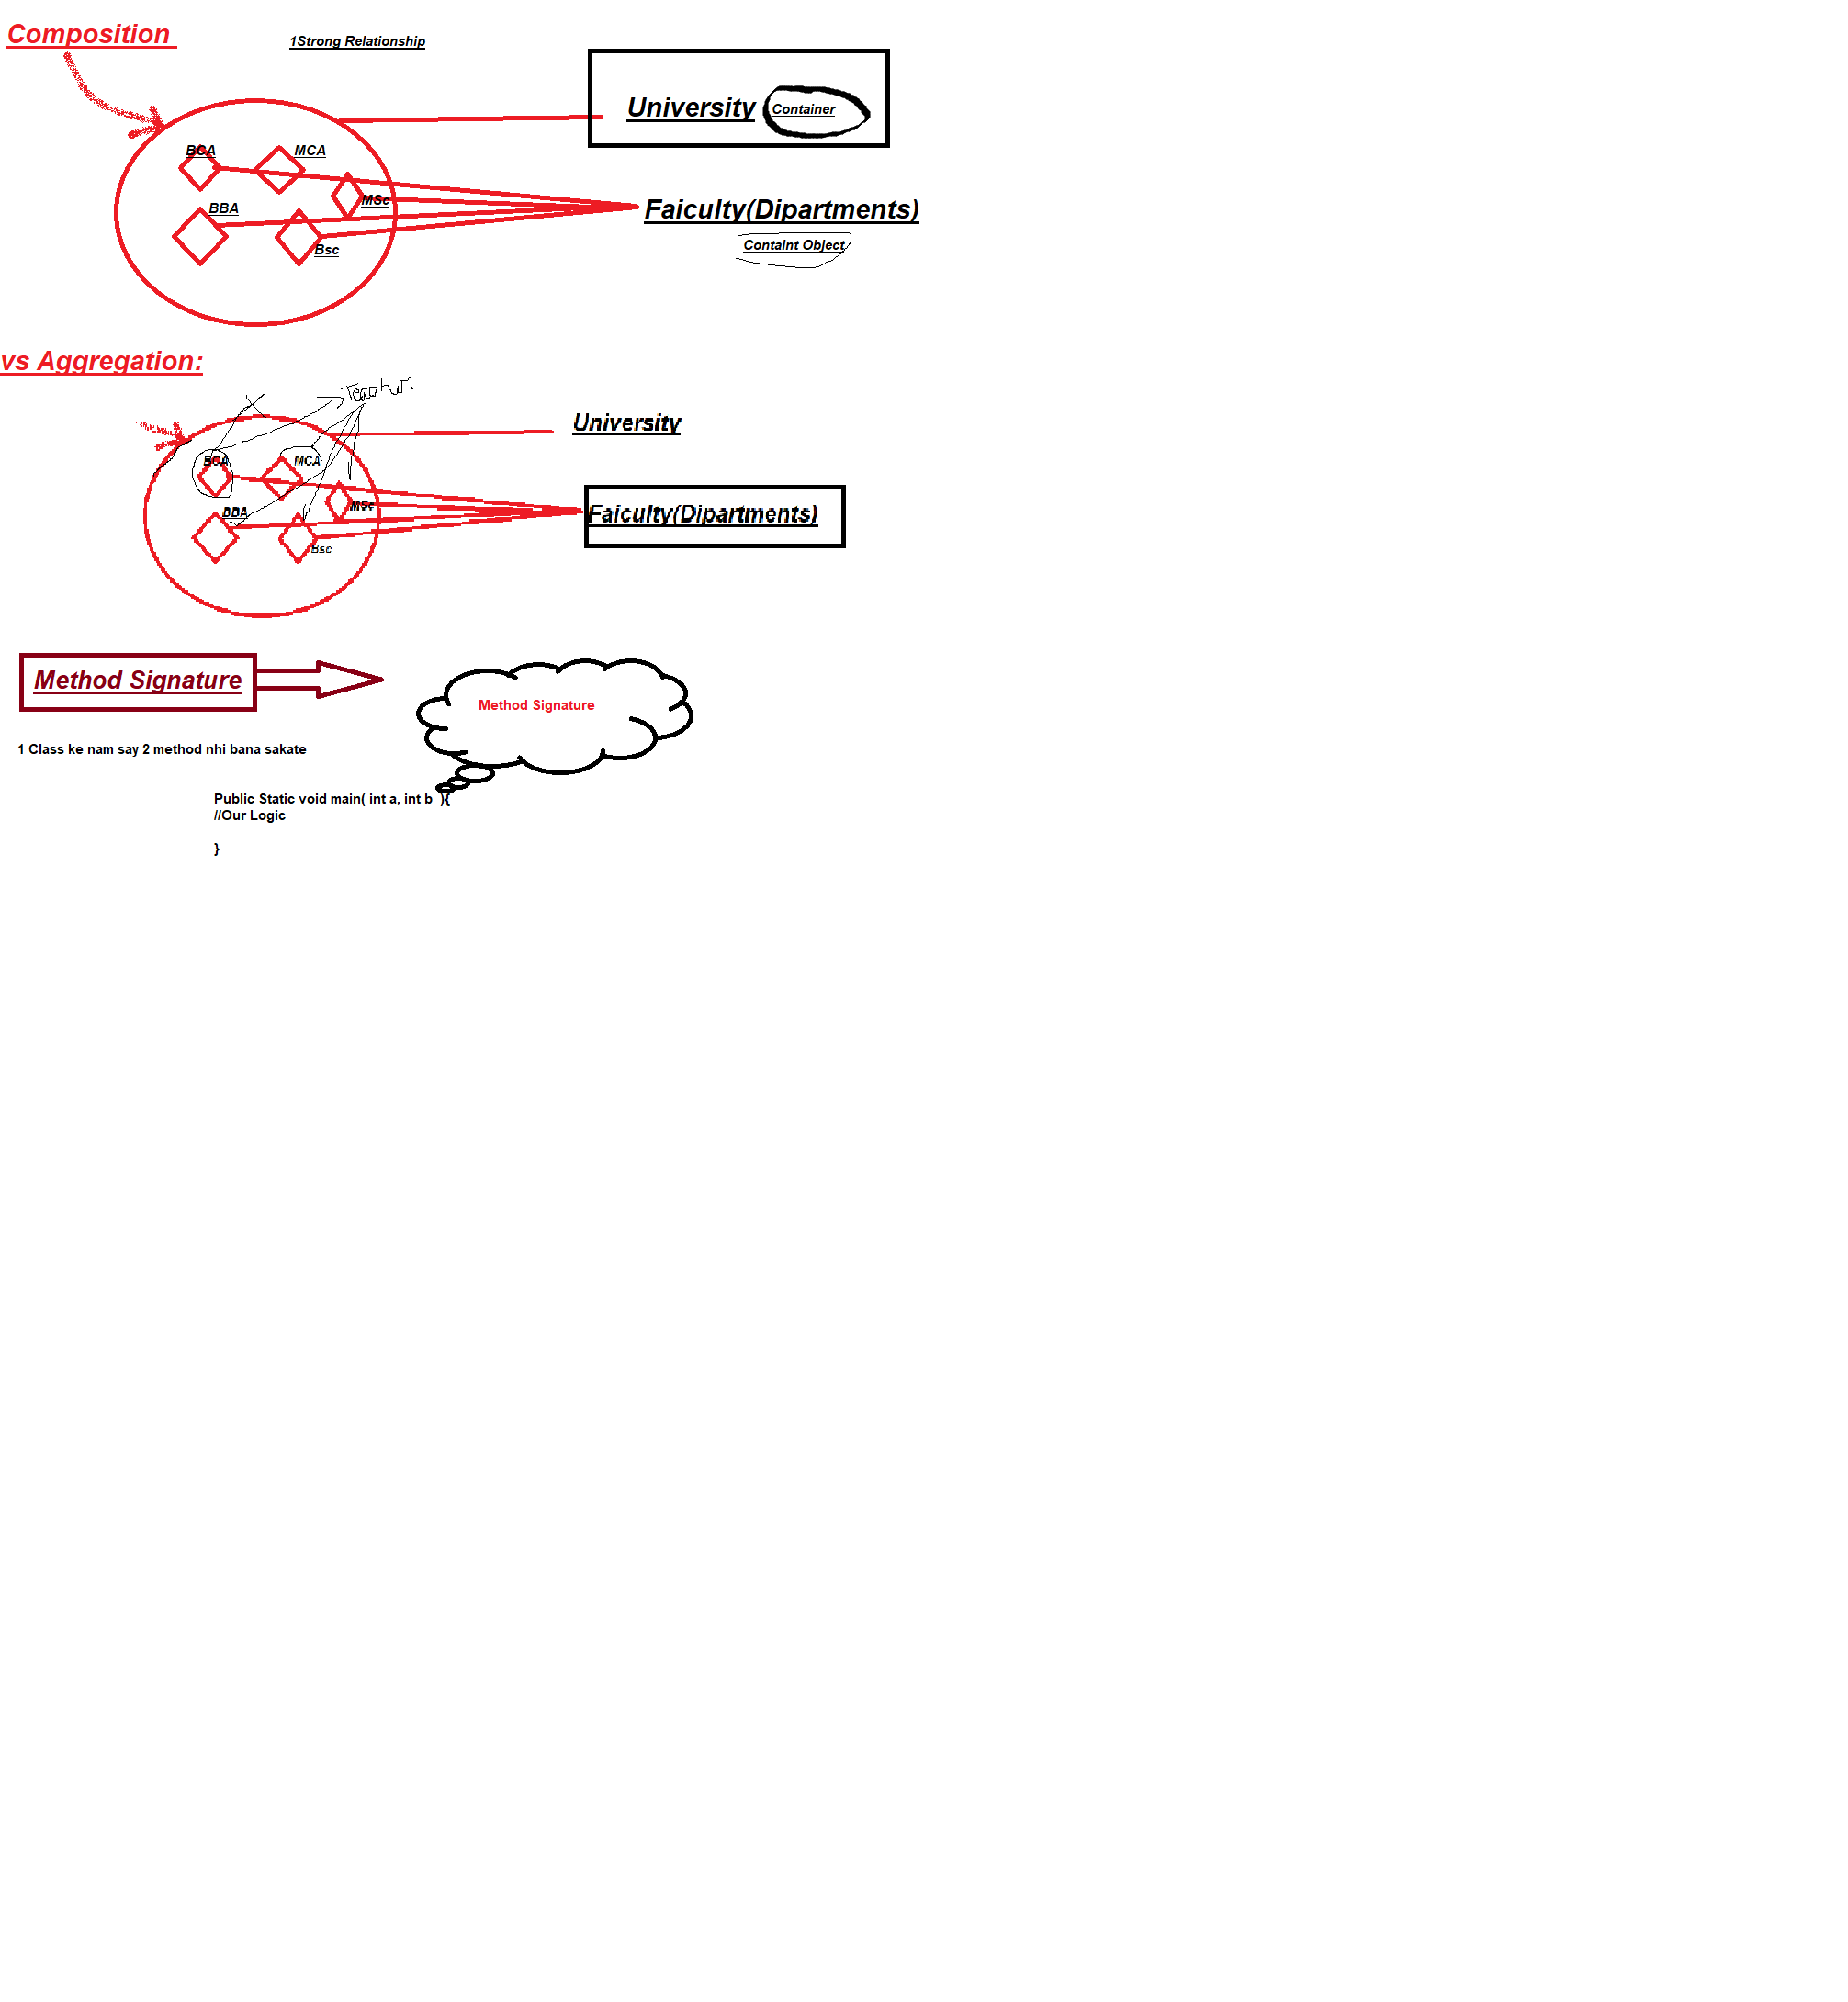 Composition
1Strong Relationship
University Container
BCA
MCA
MSc
BBA
Bsc
Faiculty(Dipartments)
Containt Object
vs Aggregation:
University
BCA
MCA
MSc
BBA
Bsc
Faiculty(Dipartments)
Method Signature
Method Signature
1 Class ke nam say 2 method nhi bana sakate
Public Static void main( int a, int b ){
//Our Logic
}